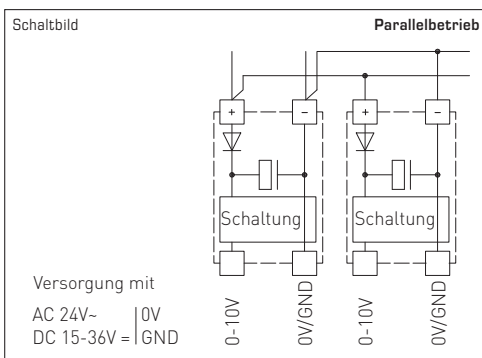 Schaltbild
Parallelbetrieb
+ − + −
Schaltung Schaltung
Versorgung mit
AC 24V~ | 0V
DC 15-36V = | GND
0-10V
0V/GND
0-10V
0V/GND